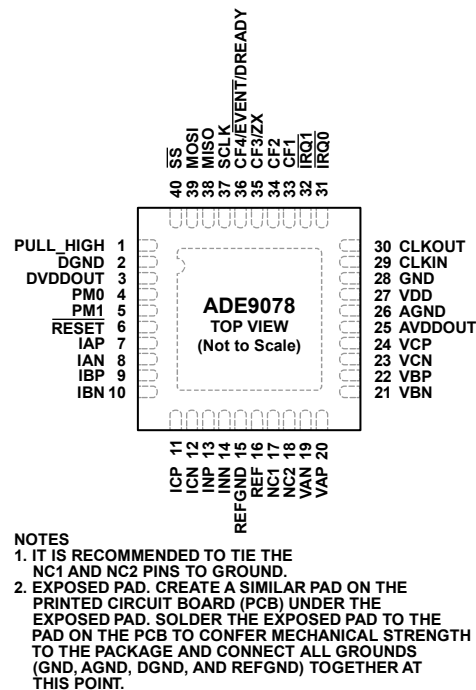 SS
MOSI
MISO
SCLK
CF4/EVENT/DREADY
CF3/ZX
CF2
CF1
IRQ1
IRQ0
40
39
38
37
36
35
34
33
32
31
PULL_HIGH 1
DGND 2
DVDDOUT 3
PM0 4
PM1 5
RESET 6
IAP 7
IAN 8
IBP 9
IBN 10
ADE9078
TOP VIEW
(Not to Scale)
30 CLKOUT
29 CLKIN
28 GND
27 VDD
26 AGND
25 AVDDOUT
24 VCP
23 VCN
22 VBP
21 VBN
ICP 11
ICN 12
INP 13
INN 14
REFGND 15
REF 16
NC1 17
NC2 18
VAN 19
VAP 20
NOTES
1. IT IS RECOMMENDED TO TIE THE
NC1 AND NC2 PINS TO GROUND.
2. EXPOSED PAD. CREATE A SIMILAR PAD ON THE
PRINTED CIRCUIT BOARD (PCB) UNDER THE
EXPOSED PAD. SOLDER THE EXPOSED PAD TO THE
PAD ON THE PCB TO CONFER MECHANICAL STRENGTH
TO THE PACKAGE AND CONNECT ALL GROUNDS
(GND, AGND, DGND, AND REFGND) TOGETHER AT
THIS POINT.